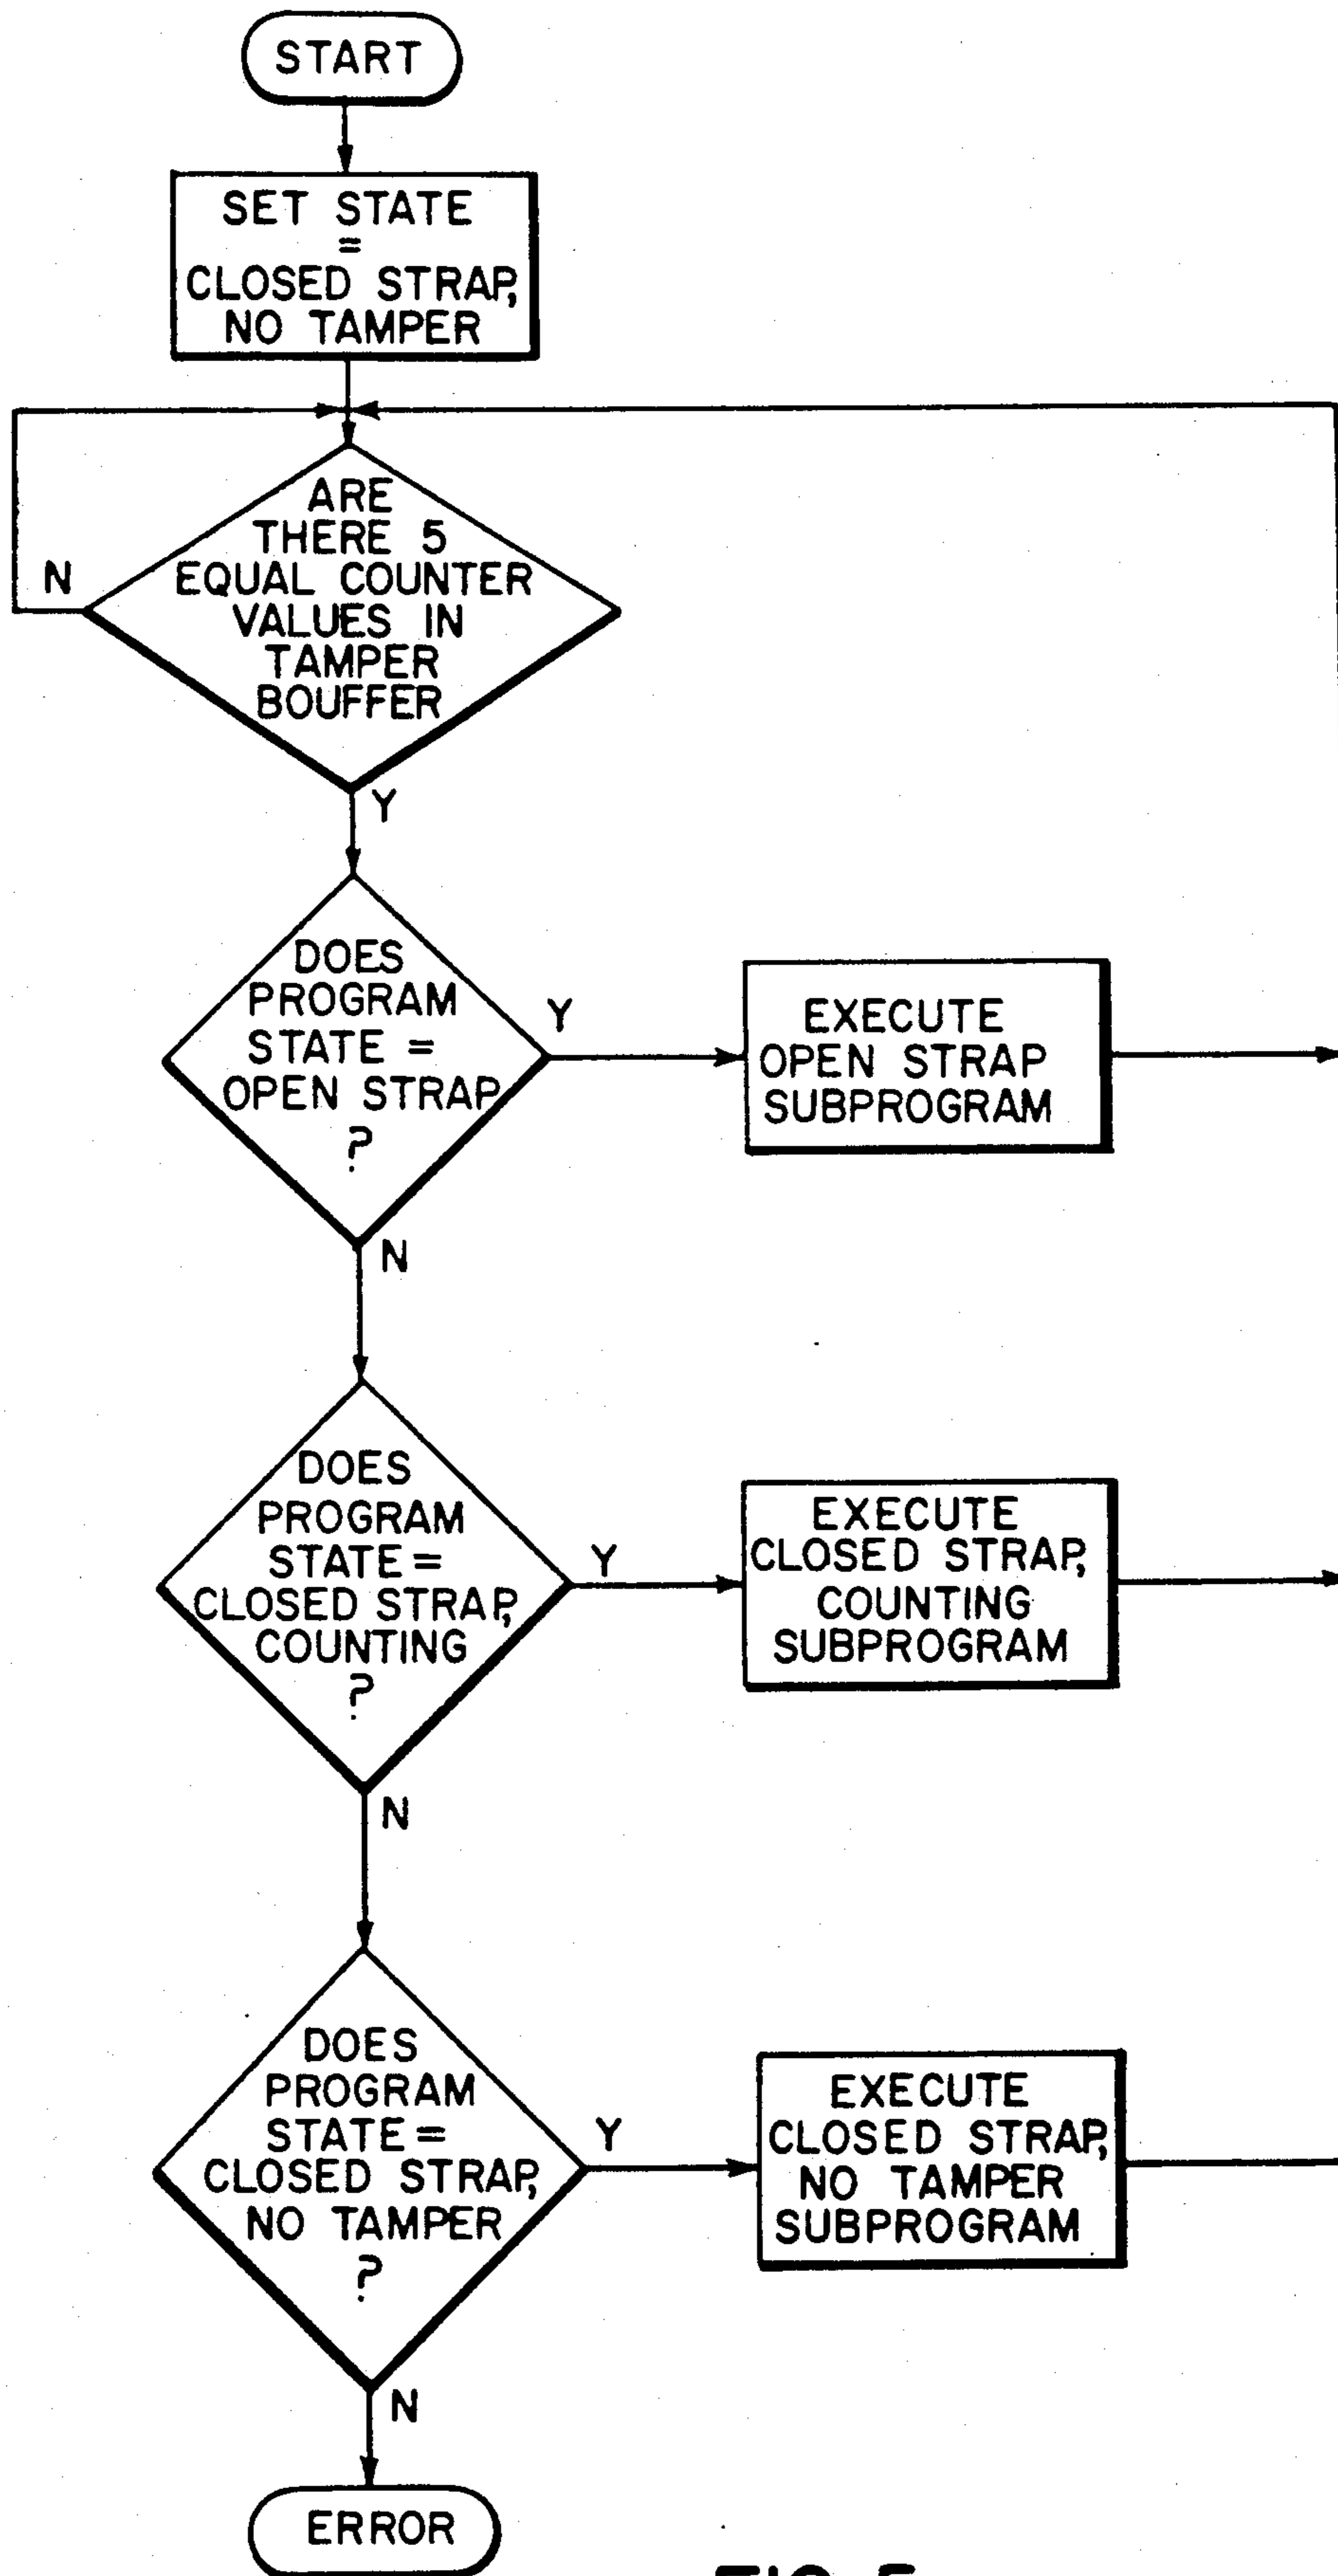 START
SET STATE
=
CLOSED STRAP,
NO TAMPER
ARE
THERE 5
EQUAL COUNTER
VALUES IN
TAMPER
BOUFFER
N
Y
DOES
PROGRAM
STATE =
OPEN STRAP
?
Y
N
EXECUTE
OPEN STRAP
SUBPROGRAM
DOES
PROGRAM
STATE =
CLOSED STRAP,
COUNTING
?
Y
N
EXECUTE
CLOSED STRAP,
COUNTING
SUBPROGRAM
DOES
PROGRAM
STATE =
CLOSED STRAP,
NO TAMPER
?
Y
N
EXECUTE
CLOSED STRAP,
NO TAMPER
SUBPROGRAM
ERROR